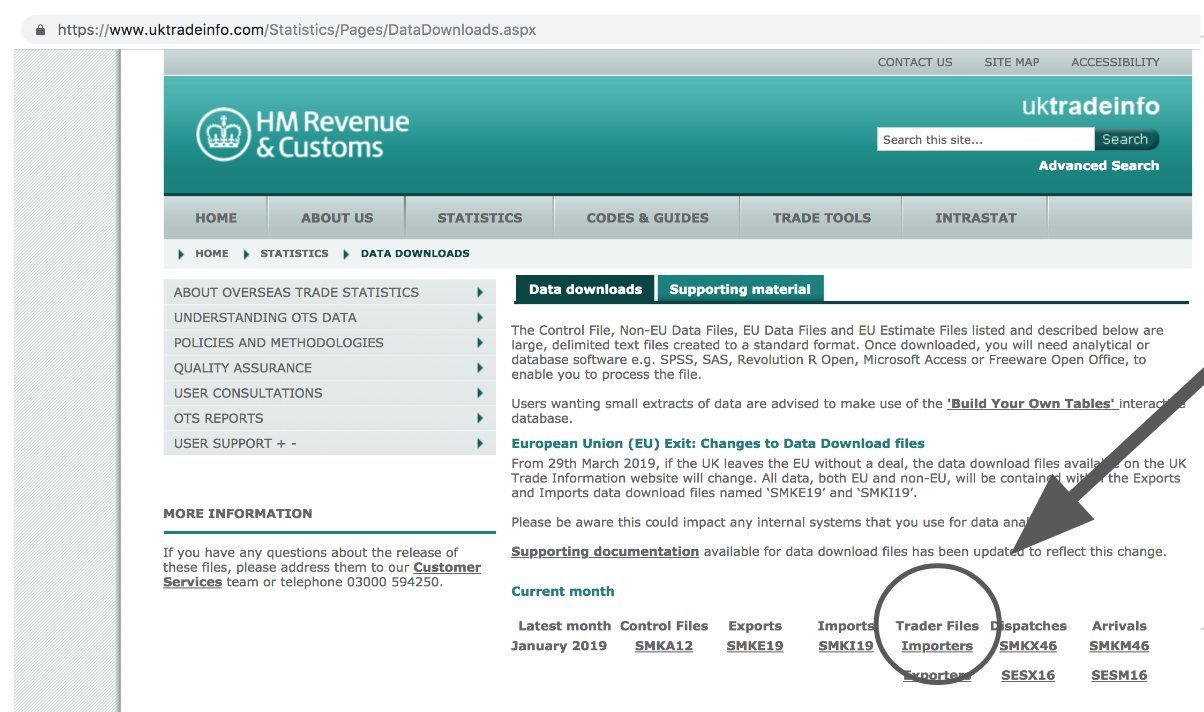 https://www.uktradeinfo.com/Statistics/Pages/DataDownloads.aspx
CONTACT US SITE MAP ACCESSIBILITY
HM Revenue
& Customs
uktradeinfo
Search this site... Search
Advanced Search
HOME ABOUT US STATISTICS CODES & GUIDES TRADE TOOLS INTRASTAT
HOME STATISTICS DATA DOWNLOADS
ABOUT OVERSEAS TRADE STATISTICS
UNDERSTANDING OTS DATA
POLICIES AND METHODOLOGIES
QUALITY ASSURANCE
USER CONSULTATIONS
OTS REPORTS
USER SUPPORT + -
MORE INFORMATION
If you have any questions about the release of
these files, please address them to our Customer
Services team or telephone 03000 594250.
Data downloads Supporting material
The Control File, Non-EU Data Files, EU Data Files and EU Estimate Files listed and described below are
large, delimited text files created to a standard format. Once downloaded, you will need analytical or
database software e.g. SPSS, SAS, Revolution R Open, Microsoft Access or Freeware Open Office, to
enable you to process the file.
Users wanting small extracts of data are advised to make use of the 'Build Your Own Tables' interactive
database.
European Union (EU) Exit: Changes to Data Download files
From 29th March 2019, if the UK leaves the EU without a deal, the data download files available on the UK
Trade Information website will change. All data, both EU and non-EU, will be contained within the Exports
and Imports data download files named ‘SMKE19’ and ‘SMKI19’.
Please be aware this could impact any internal systems that you use for data
Supporting documentation available for data download files has been updated to reflect this change.
Current month
Latest month Control Files Exports Imports Trader Files Dispatches Arrivals
January 2019 SMKA12 SMKE19 SMKI19 Importers SMKX46 SMKM46
Exporters SESX16 SESM16